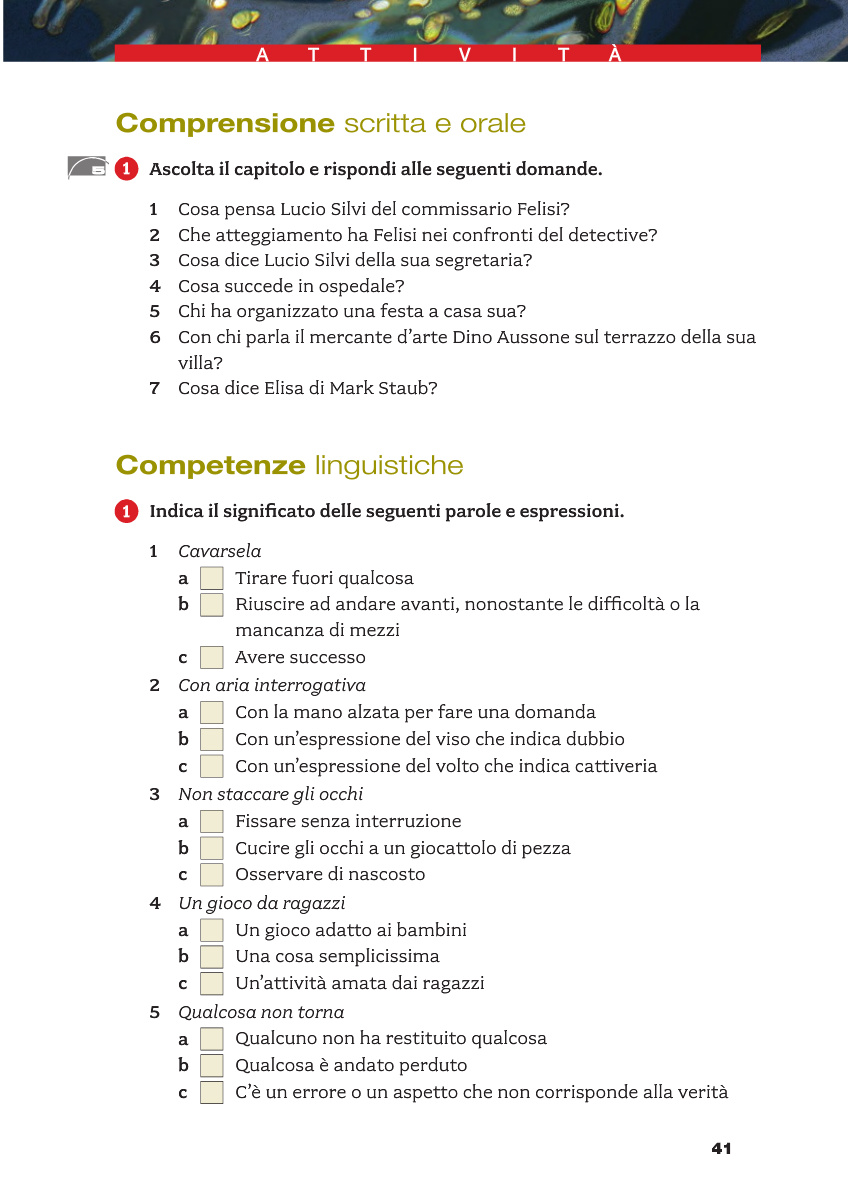 ATTIVITÀ
Comprensione scritta e orale
5 1 Ascolta il capitolo e rispondi alle seguenti domande.
1 Cosa pensa Lucio Silvi del commissario Felisi?
2 Che atteggiamento ha Felisi nei confronti del detective?
3 Cosa dice Lucio Silvi della sua segretaria?
4 Cosa succede in ospedale?
5 Chi ha organizzato una festa a casa sua?
6 Con chi parla il mercante d'arte Dino Aussone sul terrazzo della sua
villa?
7 Cosa dice Elisa di Mark Staub?
Competenze linguistiche
1 Indica il significato delle seguenti parole e espressioni.
1 Cavarsela
a Tirare fuori qualcosa
b Riuscire ad andare avanti, nonostante le difficoltà o la
mancanza di mezzi
c Avere successo
2 Con aria interrogativa
a Con la mano alzata per fare una domanda
b Con un'espressione del viso che indica dubbio
c Con un'espressione del volto che indica cattiveria
3 Non staccare gli occhi
a Fissare senza interruzione
b Cucire gli occhi a un giocattolo di pezza
c Osservare di nascosto
4 Un gioco da ragazzi
a Un gioco adatto ai bambini
b Una cosa semplicissima
c Un'attività amata dai ragazzi
5 Qualcosa non torna
a Qualcuno non ha restituito qualcosa
b Qualcosa è andato perduto
c C'è un errore o un aspetto che non corrisponde alla verità
41